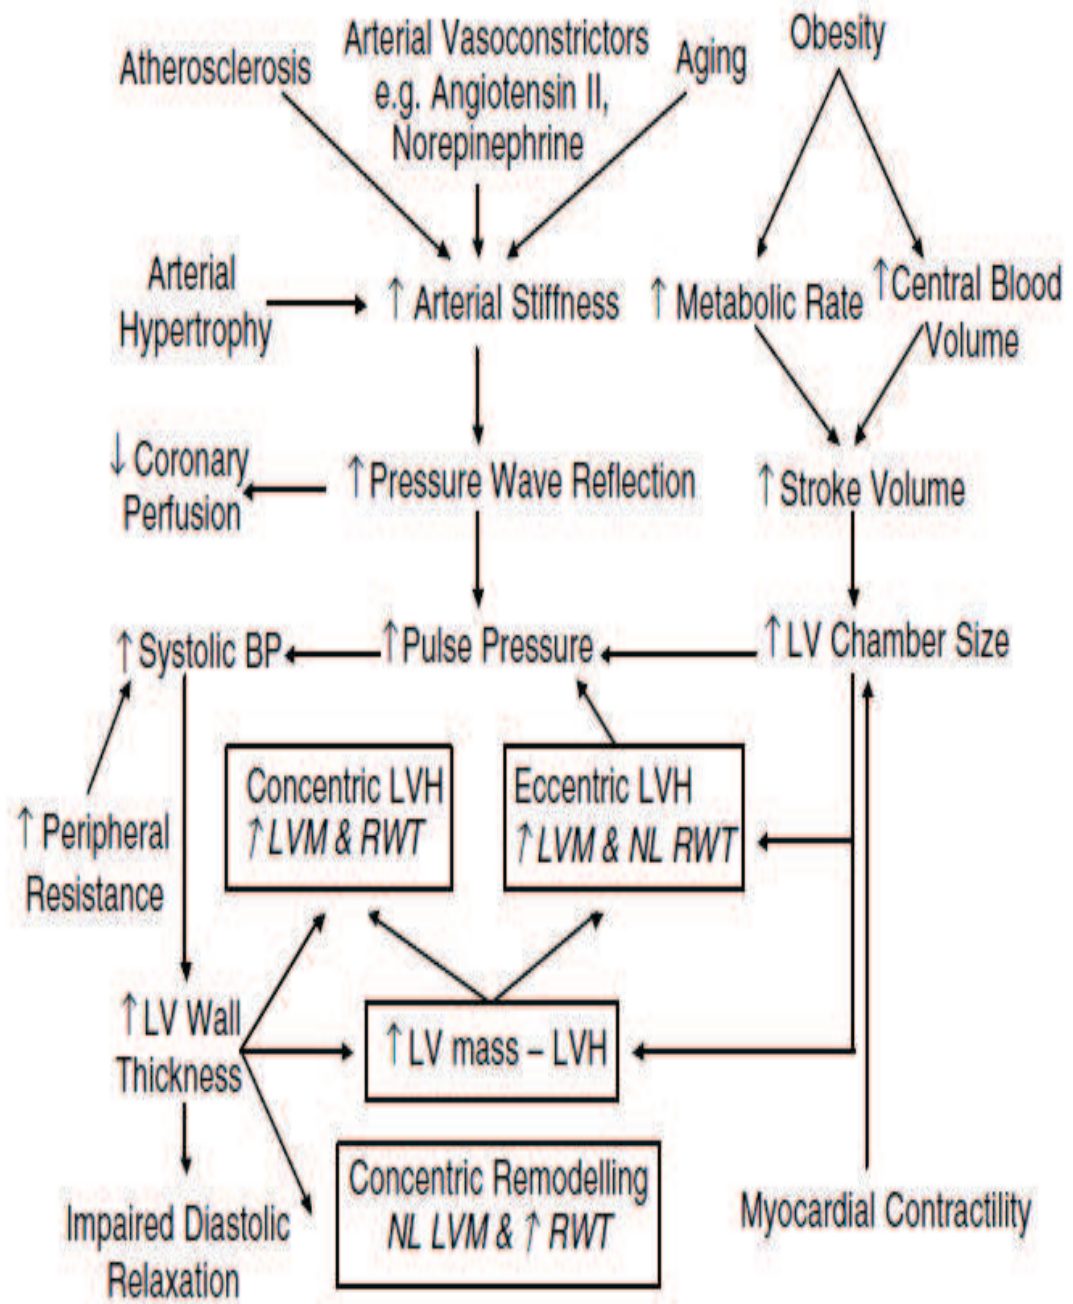 Atherosclerosis
Arterial Vasoconstrictors
e.g. Angiotensin II,
Norepinephrine
Aging
Obesity
Arterial
Hypertrophy
↑ Arterial Stiffness
↑ Metabolic Rate
↑ Central Blood
Volume
↓ Coronary
Perfusion
↑ Pressure Wave Reflection
↑ Stroke Volume
↑ Systolic BP
↑ Pulse Pressure
↑ LV Chamber Size
Concentric LVH
↑ LVM & RWT
Eccentric LVH
↑ LVM & NL RWT
↑ Peripheral
Resistance
↑ LV Wall
Thickness
↑ LV mass – LVH
Concentric Remodelling
NL LVM & ↑ RWT
Myocardial Contractility
Impaired Diastolic
Relaxation